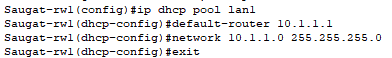 Saugat-rwl(config)#ip dhcp pool lan1
Saugat-rwl(dhcp-config)#default-router 10.1.1.1
Saugat-rwl(dhcp-config)#network 10.1.1.0 255.255.255.0
Saugat-rwl(dhcp-config)#exit